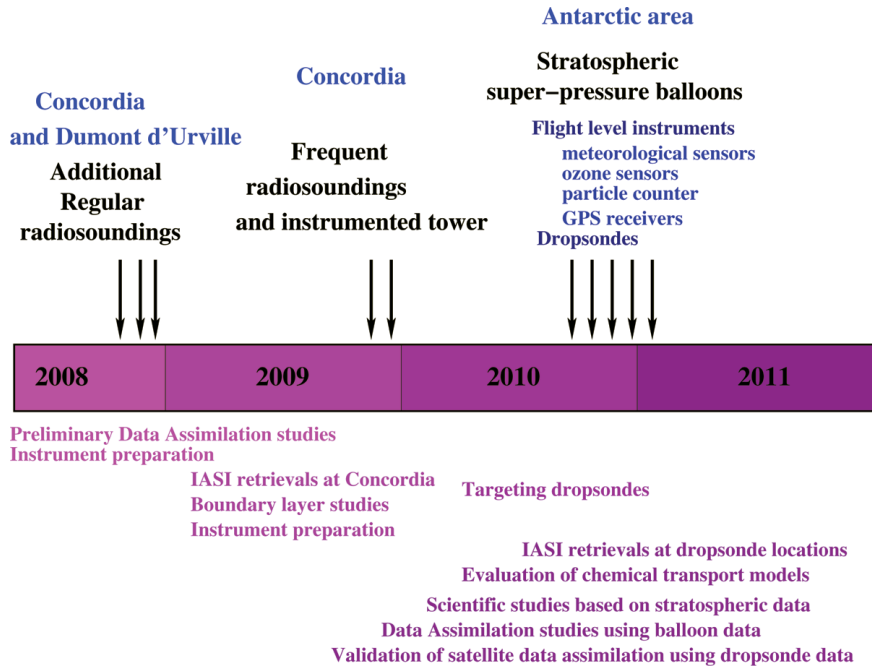 Concordia
and Dumont d'Urville
Additional
Regular
radiosoundings
Concordia
Frequent
radiosoundings
and instrumented tower
Antarctic area
Stratospheric
super−pressure balloons
Flight level instruments
meteorological sensors
ozone sensors
particle counter
GPS receivers
Dropsondes
2008
2009
2010
2011
Preliminary Data Assimilation studies
Instrument preparation
IASI retrievals at Concordia
Boundary layer studies
Instrument preparation
Targeting dropsondes
IASI retrievals at dropsonde locations
Evaluation of chemical transport models
Scientific studies based on stratospheric data
Data Assimilation studies using balloon data
Validation of satellite data assimilation using dropsonde data